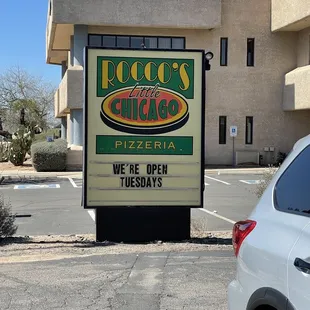 ROCCO'S
Little
CHICAGO
PIZZERIA
WE'RE OPEN
TUESDAYS